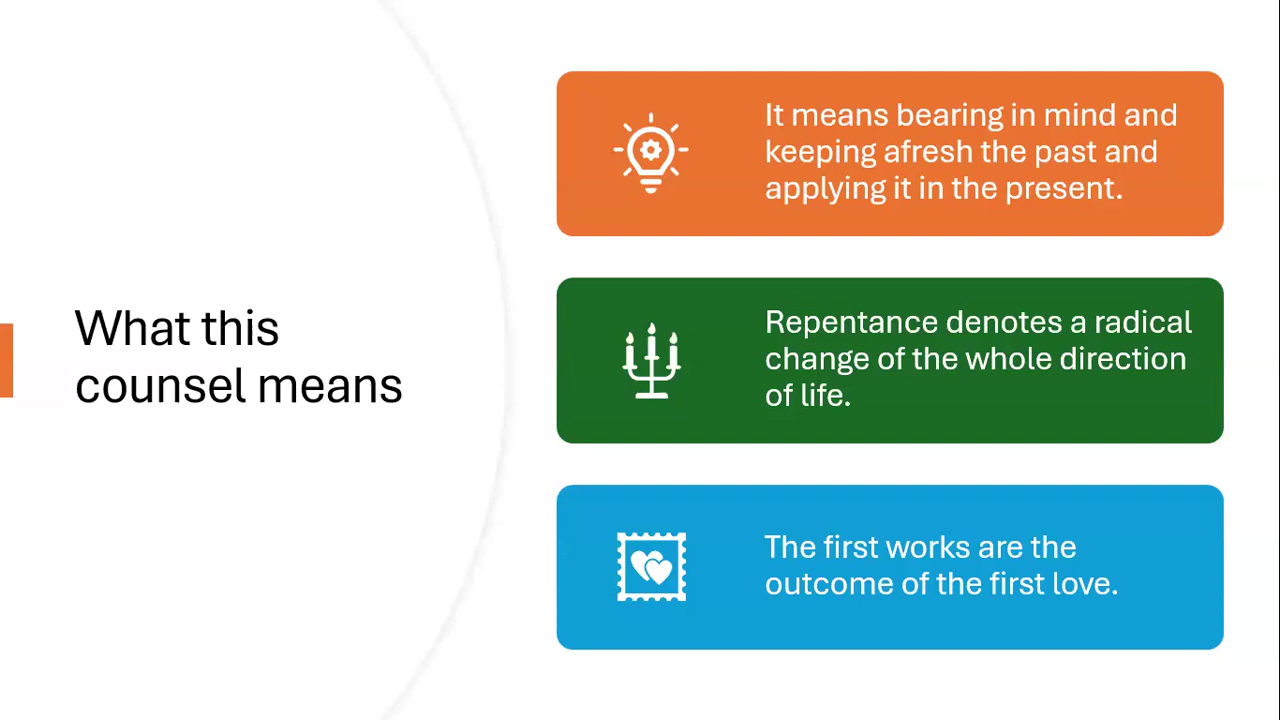 What this
counsel means
It means bearing in mind and
keeping afresh the past and
applying it in the present.
Repentance denotes a radical
change of the whole direction
of life.
The first works are the
outcome of the first love.